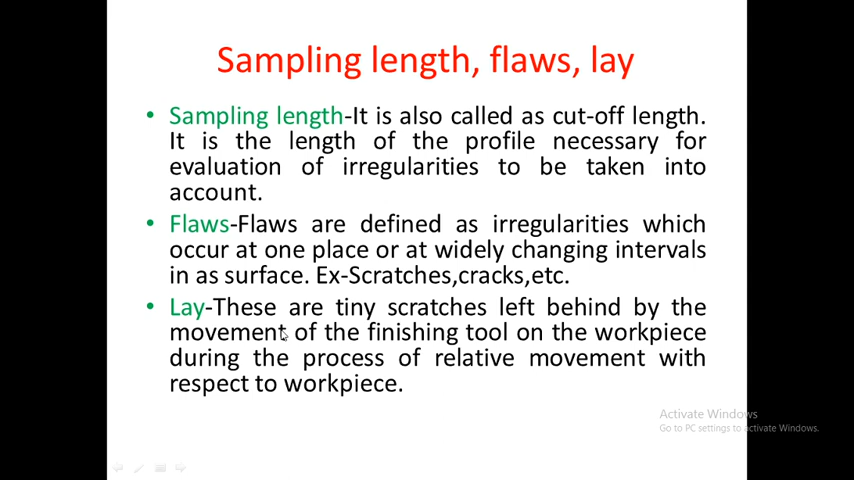 Sampling length, flaws, lay
• Sampling length-It is also called as cut-off length.
It is the length of the profile necessary for
evaluation of irregularities to be taken into
account.
• Flaws-Flaws are defined as irregularities which
occur at one place or at widely changing intervals
in as surface. Ex-Scratches,cracks,etc.
• Lay-These are tiny scratches left behind by the
movement of the finishing tool on the workpiece
during the process of relative movement with
respect to workpiece.
Activate Windows
Go to PC settings to activate Windows.